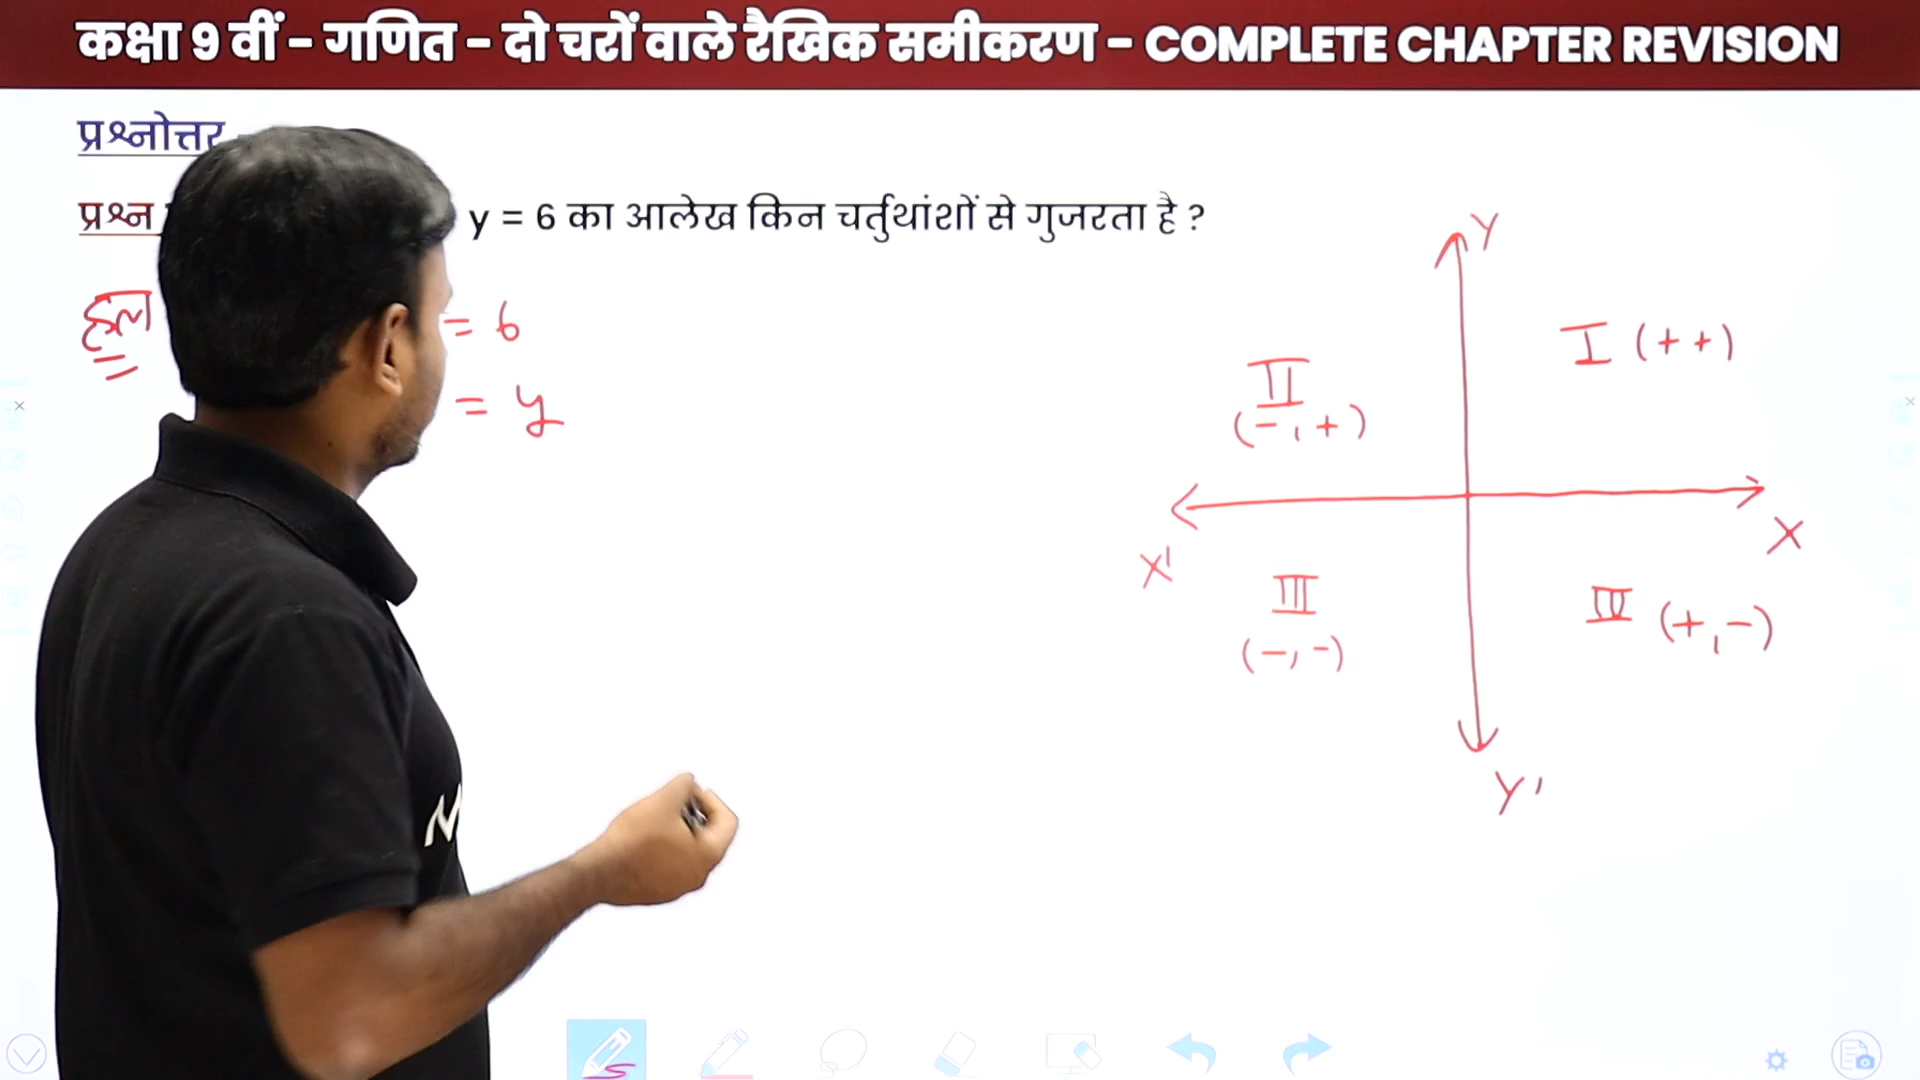 कक्षा 9 वीं - गणित - दो चरों वाले रैखिक समीकरण - COMPLETE CHAPTER REVISION
प्रश्नोत्तर -
प्रश्न y = 6 का आलेख किन चर्तुथांशों से गुजरता है ?
हल = 6
= y
Y
I (++)
II
(-,+)
X
X'
III
(-,-)
IV (+,-)
Y'